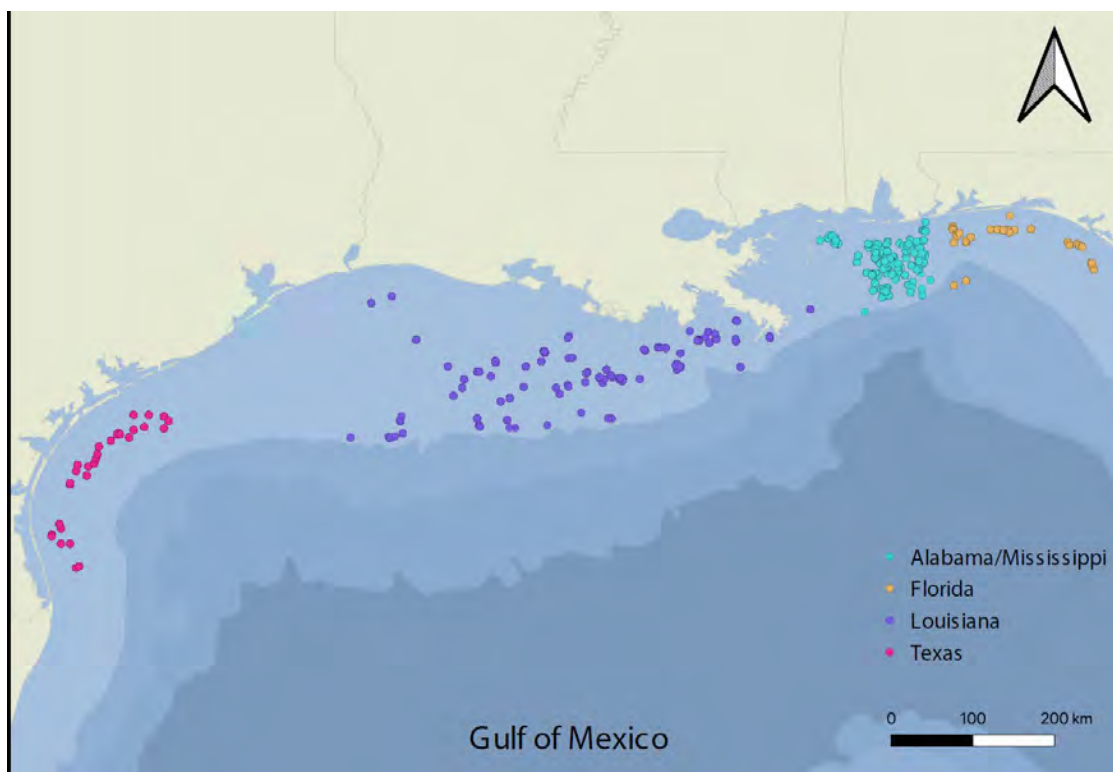 Alabama/Mississippi
Florida
Louisiana
Texas
0 100 200 km
Gulf of Mexico